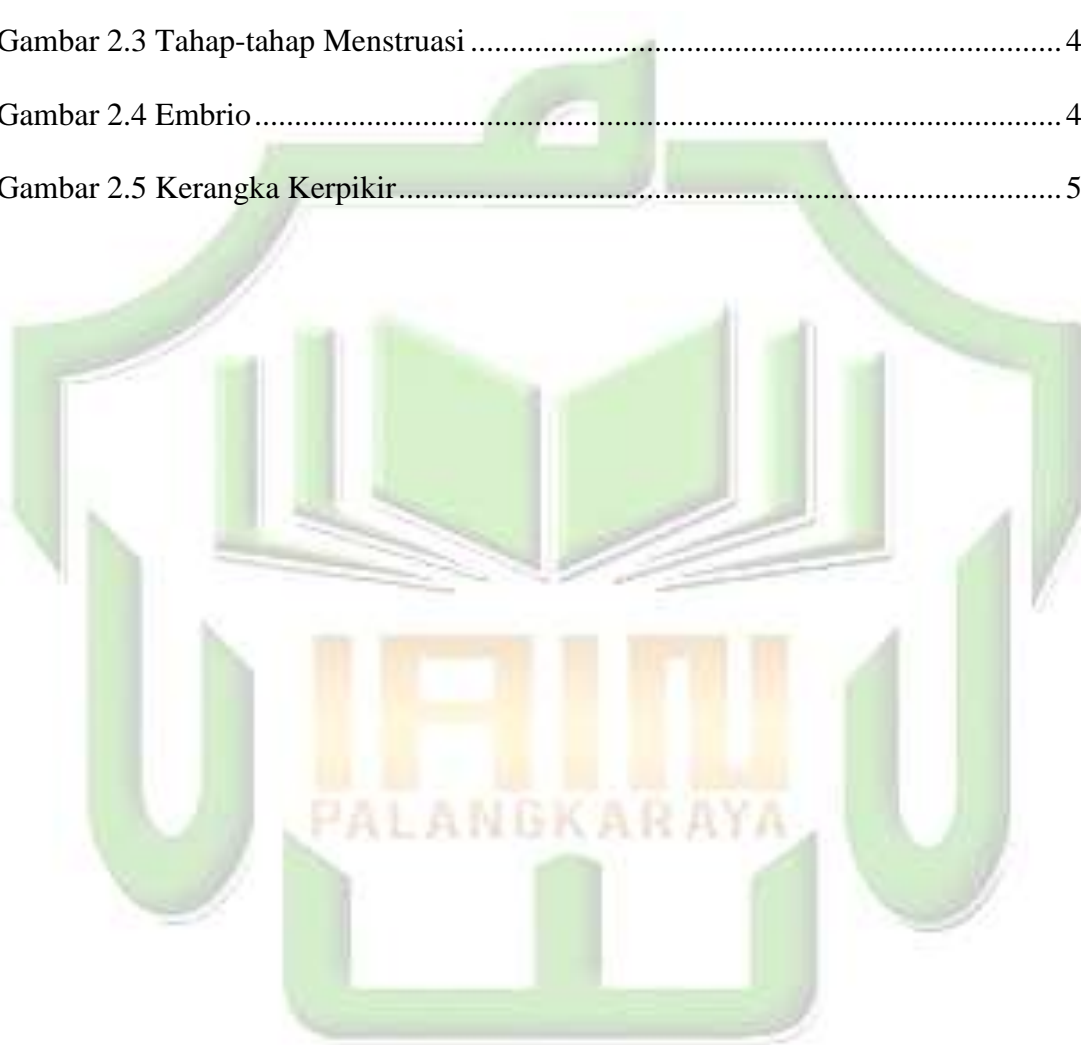 Gambar 2.3 Tahap-tahap Menstruasi ........................................................................... 4
Gambar 2.4 Embrio ...................................................................................................... 4
Gambar 2.5 Kerangka Kerpikir .................................................................................... 5
IAIN
PALANGKARAYA